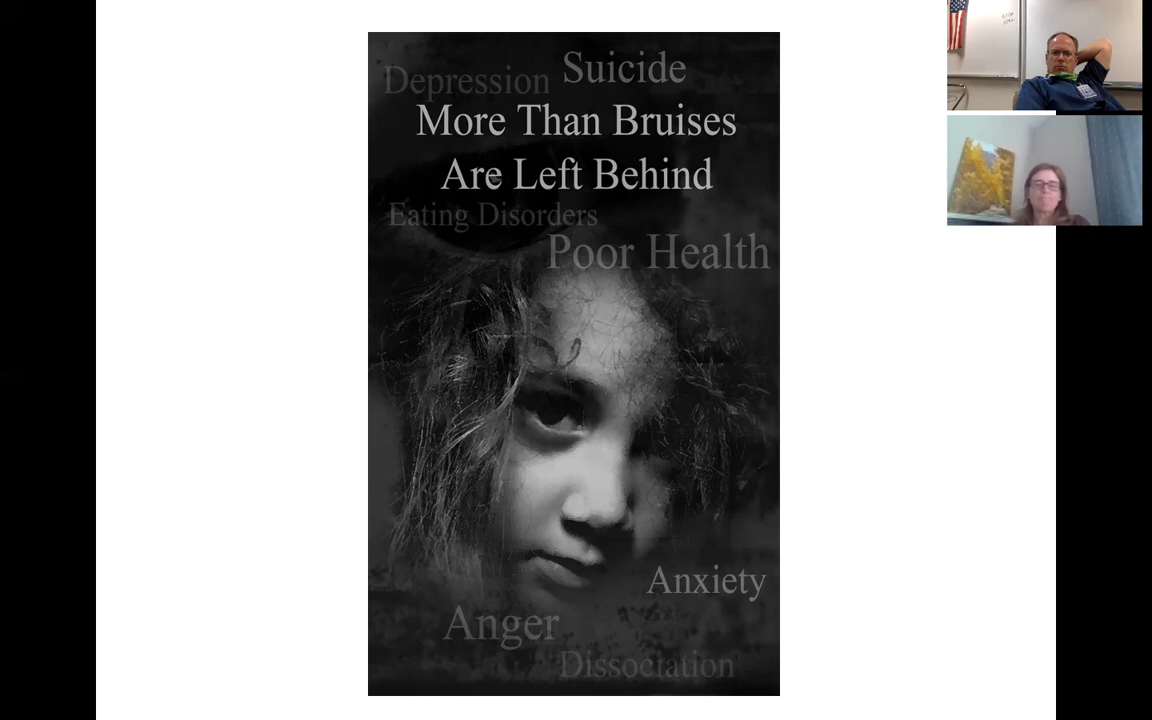 Suicide
Depression
More Than Bruises
Are Left Behind
Eating Disorders
Poor Health
Anxiety
Anger
Dissociation